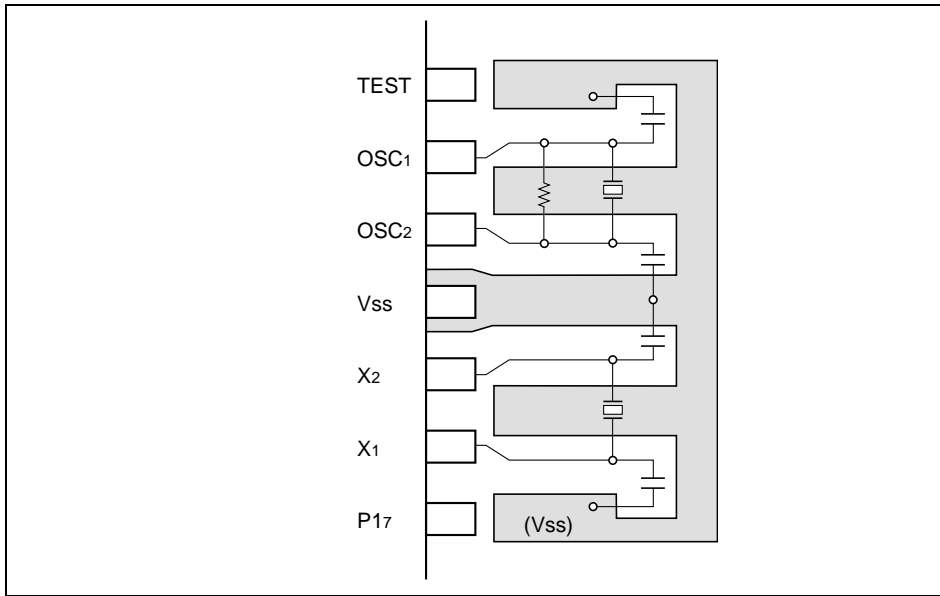 TEST
OSC1
OSC2
Vss
X2
X1
P17
(Vss)